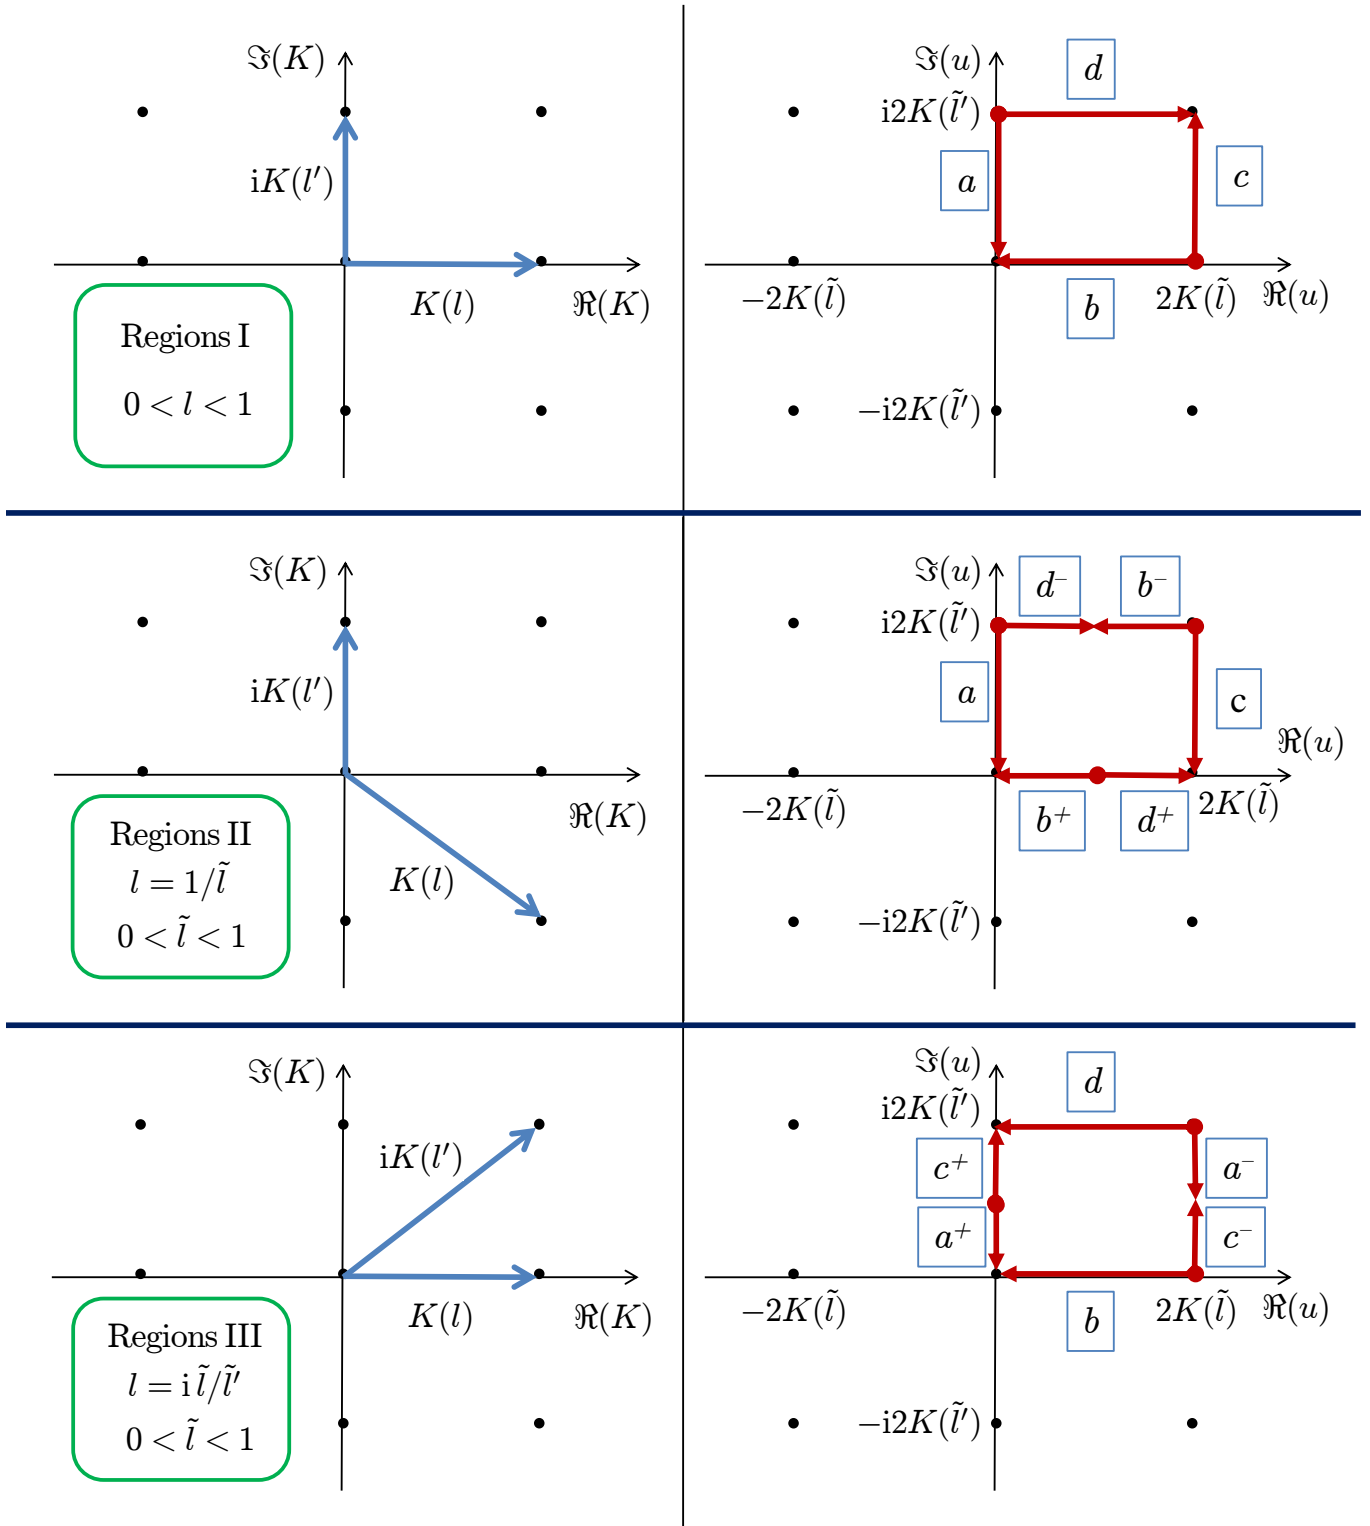 ℑ(K)
iK(l′)
K(l)
ℜ(K)
Regions I
0 < l < 1
ℑ(u)
d
i2K(l̃′)
a
c
−2K(l̃)
b
2K(l̃)
ℜ(u)
−i2K(l̃′)
ℑ(K)
iK(l′)
ℜ(K)
K(l)
Regions II
l = 1/l̃
0 < l̃ < 1
ℑ(u)
d⁻
b⁻
i2K(l̃′)
a
c
ℜ(u)
−2K(l̃)
b⁺
d⁺
2K(l̃)
−i2K(l̃′)
ℑ(K)
iK(l′)
K(l)
ℜ(K)
Regions III
l = i l̃/l̃′
0 < l̃ < 1
ℑ(u)
d
i2K(l̃′)
c⁺
a⁻
a⁺
c⁻
−2K(l̃)
b
2K(l̃)
ℜ(u)
−i2K(l̃′)